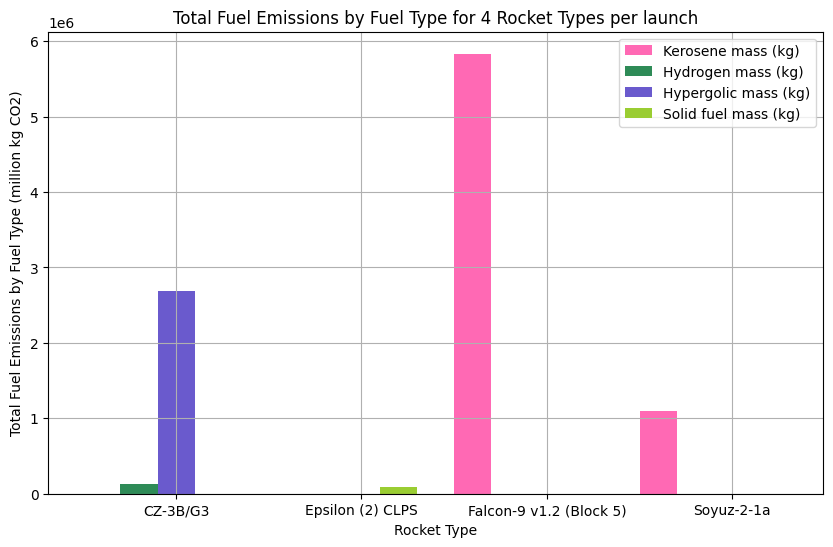 Total Fuel Emissions by Fuel Type for 4 Rocket Types per launch
1e6
Total Fuel Emissions by Fuel Type (million kg CO2)
6
5
4
3
2
1
0
Kerosene mass (kg)
Hydrogen mass (kg)
Hypergolic mass (kg)
Solid fuel mass (kg)
CZ-3B/G3
Epsilon (2) CLPS
Falcon-9 v1.2 (Block 5)
Soyuz-2-1a
Rocket Type